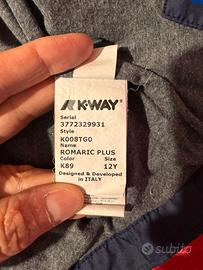 K-WAY
Serial
3772329931
Style
K008TG0
Name
ROMARIC PLUS
Color Size
K89 12Y
Designed & Developed
in ITALY
subito